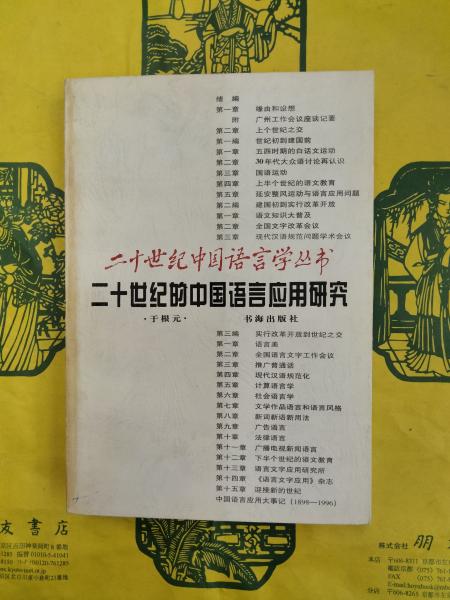 绪编
第一章 缘由和设想
附 广州工作会议座谈记要
第二章 上个世纪之交
第一编 世纪初到建国前
第一章 五四时期的白话文运动
第二章 30年代大众语讨论再认识
第三章 国语运动
第四章 上半个世纪的语文教育
第五章 延安整风运动与语言应用问题
第二编 建国初到实行改革开放
第一章 语文知识大普及
第二章 全国文字改革会议
第三章 现代汉语规范问题学术会议
二十世纪中国语言学丛书
二十世纪的中国语言应用研究
·于根元· 书海出版社
第三编 实行改革开放到世纪之交
第一章 语言美
第二章 全国语言文字工作会议
第三章 推广普通话
第四章 现代汉语规范化
第五章 计算语言学
第六章 社会语言学
第七章 文学作品语言和语言风格
第八章 新词新语新用法
第九章 广告语言
第十章 法律语言
第十一章 广播电视新闻语言
第十二章 下半个世纪的语文教育
第十三章 语言文字应用研究所
第十四章 《语言文字应用》杂志
第十五章 迎接新的世纪
中国语言应用大事记(1899—1996)
友書店
株式会社 朋
本店
電話 (075) 761-
FAX (075) 761-
支店